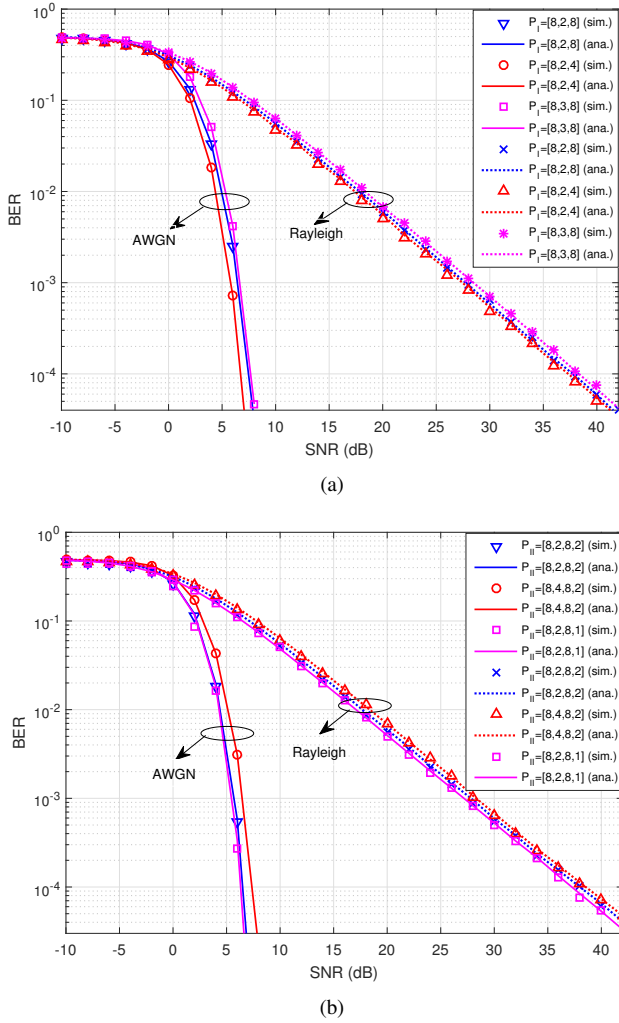 10^0
10^-1
10^-2
10^-3
10^-4
BER
-10 -5 0 5 10 15 20 25 30 35 40
SNR (dB)
AWGN
Rayleigh
P_I=[8,2,8] (sim.)
P_I=[8,2,8] (ana.)
P_I=[8,2,4] (sim.)
P_I=[8,2,4] (ana.)
P_I=[8,3,8] (sim.)
P_I=[8,3,8] (ana.)
P_I=[8,2,8] (sim.)
P_I=[8,2,8] (ana.)
P_I=[8,2,4] (sim.)
P_I=[8,2,4] (ana.)
P_I=[8,3,8] (sim.)
P_I=[8,3,8] (ana.)
(a)
10^0
10^-1
10^-2
10^-3
10^-4
BER
-10 -5 0 5 10 15 20 25 30 35 40
SNR (dB)
AWGN
Rayleigh
P_II=[8,2,8,2] (sim.)
P_II=[8,2,8,2] (ana.)
P_II=[8,4,8,2] (sim.)
P_II=[8,4,8,2] (ana.)
P_II=[8,2,8,1] (sim.)
P_II=[8,2,8,1] (ana.)
P_II=[8,2,8,2] (sim.)
P_II=[8,2,8,2] (ana.)
P_II=[8,4,8,2] (sim.)
P_II=[8,4,8,2] (ana.)
P_II=[8,2,8,1] (sim.)
P_II=[8,2,8,1] (ana.)
(b)